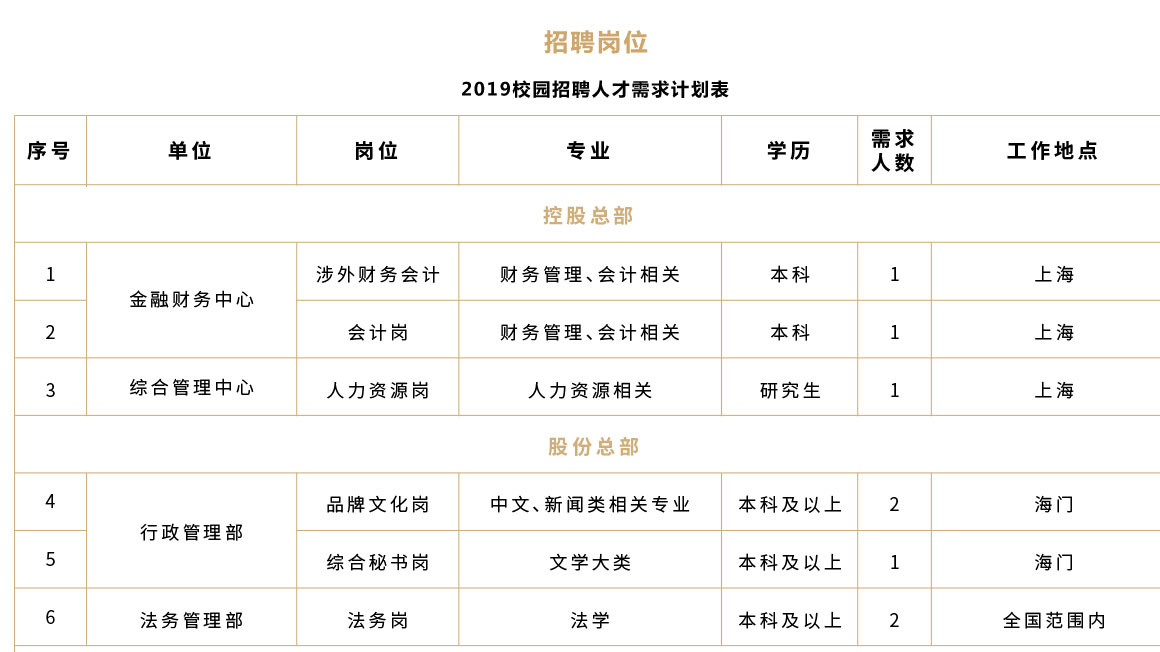 招聘岗位
2019校园招聘人才需求计划表
序号 单位 岗位 专业 学历 需求人数 工作地点
控股总部
1 金融财务中心 涉外财务会计 财务管理、会计相关 本科 1 上海
2 会计岗 财务管理、会计相关 本科 1 上海
3 综合管理中心 人力资源岗 人力资源相关 研究生 1 上海
股份总部
4 行政管理部 品牌文化岗 中文、新闻类相关专业 本科及以上 2 海门
5 综合秘书岗 文学大类 本科及以上 1 海门
6 法务管理部 法务岗 法学 本科及以上 2 全国范围内